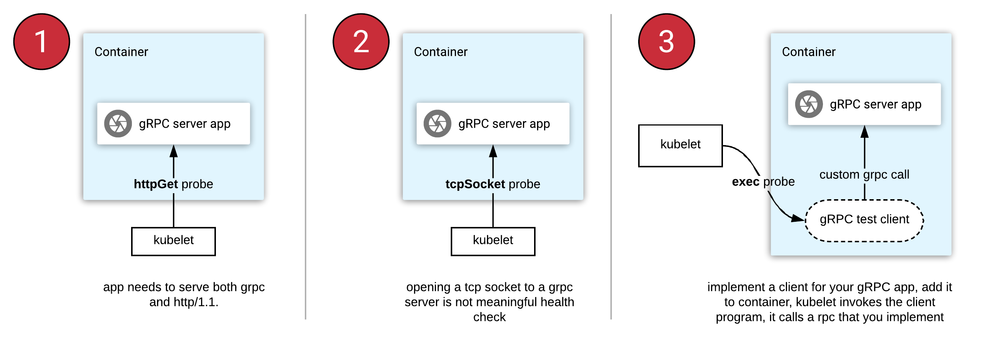 1
Container
gRPC server app
httpGet probe
kubelet
app needs to serve both grpc
and http/1.1.
2
Container
gRPC server app
tcpSocket probe
kubelet
opening a tcp socket to a grpc
server is not meaningful health
check
3
Container
gRPC server app
kubelet
custom grpc call
exec probe
gRPC test client
implement a client for your gRPC app, add it
to container, kubelet invokes the client
program, it calls a rpc that you implement